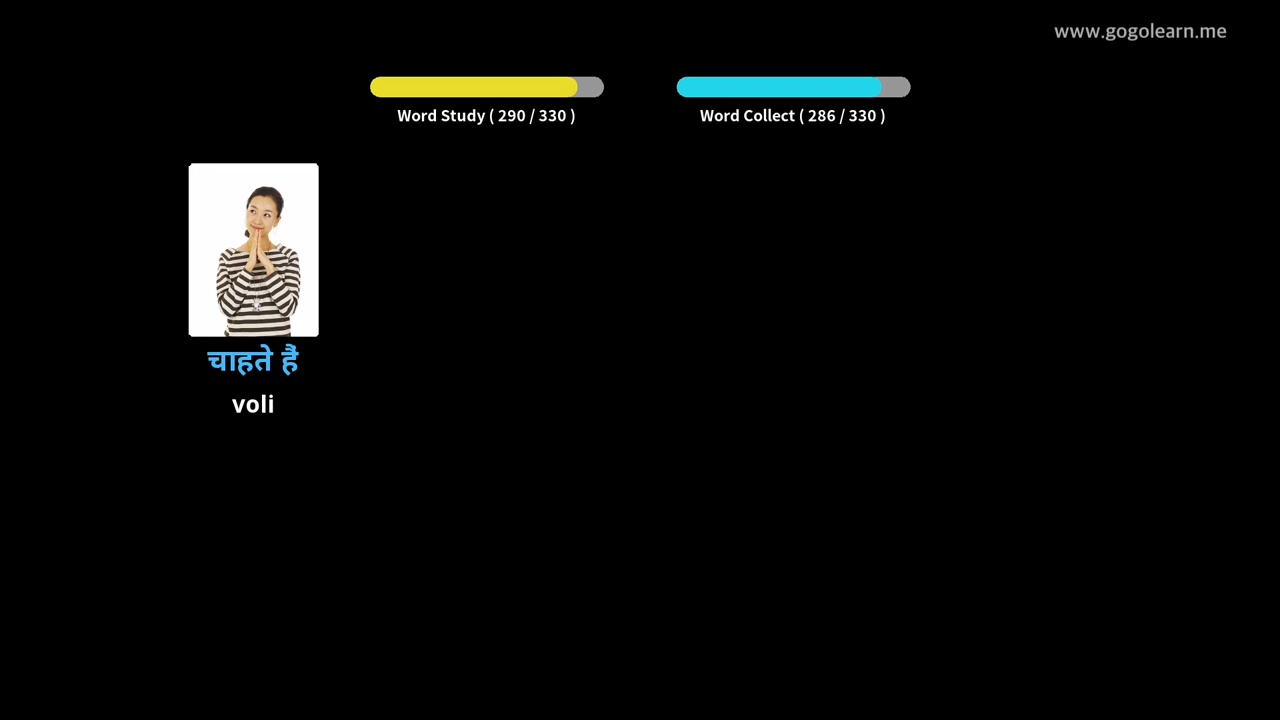 www.gogolearn.me
Word Study ( 290 / 330 )
Word Collect ( 286 / 330 )
चाहते हैं
voli